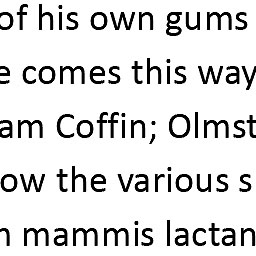 of his own gums
comes this way
am Coffin; Olmst
ow the various s
mammis lactan